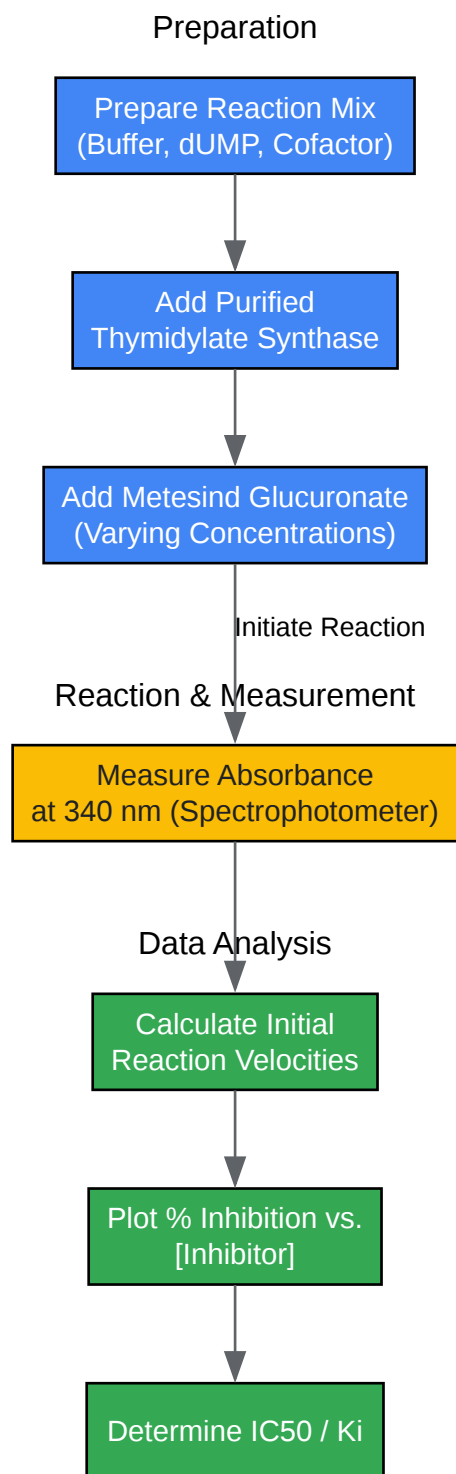 Preparation
Prepare Reaction Mix
(Buffer, dUMP, Cofactor)
Add Purified
Thymidylate Synthase
Add Metesind Glucuronate
(Varying Concentrations)
Initiate Reaction
Reaction & Measurement
Measure Absorbance
at 340 nm (Spectrophotometer)
Data Analysis
Calculate Initial
Reaction Velocities
Plot % Inhibition vs.
[Inhibitor]
Determine IC50 / Ki